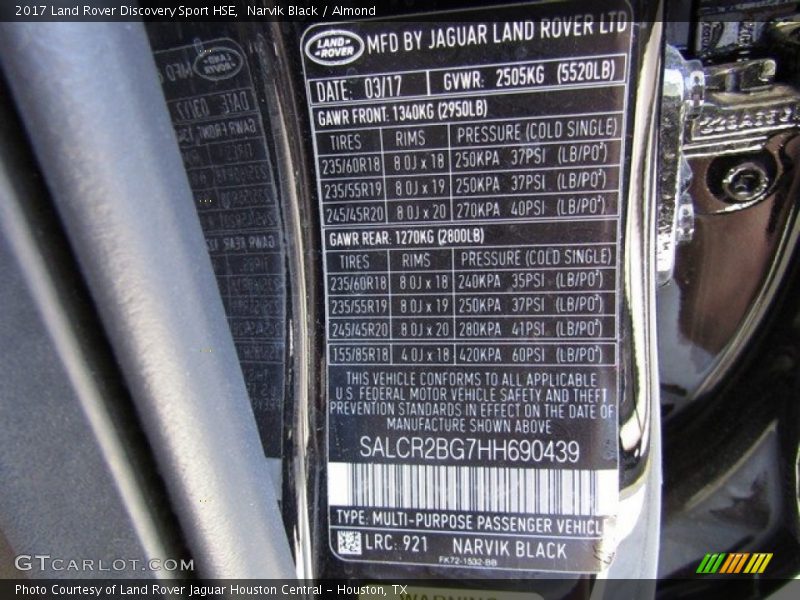 2017 Land Rover Discovery Sport HSE, Narvik Black / Almond
LAND ROVER MFD BY JAGUAR LAND ROVER LTD
DATE: 03/17 GVWR: 2505KG (5520LB)
GAWR FRONT: 1340KG (2950LB)
TIRES RIMS PRESSURE (COLD SINGLE)
235/60R18 8.0J x 18 250KPA 37PSI (LB/PO²)
235/55R19 8.0J x 19 250KPA 37PSI (LB/PO²)
245/45R20 8.0J x 20 270KPA 40PSI (LB/PO²)
GAWR REAR: 1270KG (2800LB)
TIRES RIMS PRESSURE (COLD SINGLE)
235/60R18 8.0J x 18 240KPA 35PSI (LB/PO²)
235/55R19 8.0J x 19 250KPA 37PSI (LB/PO²)
245/45R20 8.0J x 20 280KPA 41PSI (LB/PO²)
155/85R18 4.0J x 18 420KPA 60PSI (LB/PO²)
THIS VEHICLE CONFORMS TO ALL APPLICABLE
U.S. FEDERAL MOTOR VEHICLE SAFETY AND THEFT
PREVENTION STANDARDS IN EFFECT ON THE DATE OF
MANUFACTURE SHOWN ABOVE
SALCR2BG7HH690439
TYPE: MULTI-PURPOSE PASSENGER VEHICLE
LRC: 921 NARVIK BLACK
FK72-1532-BB
GTcarlot.com
Photo Courtesy of Land Rover Jaguar Houston Central - Houston, TX
WARNING